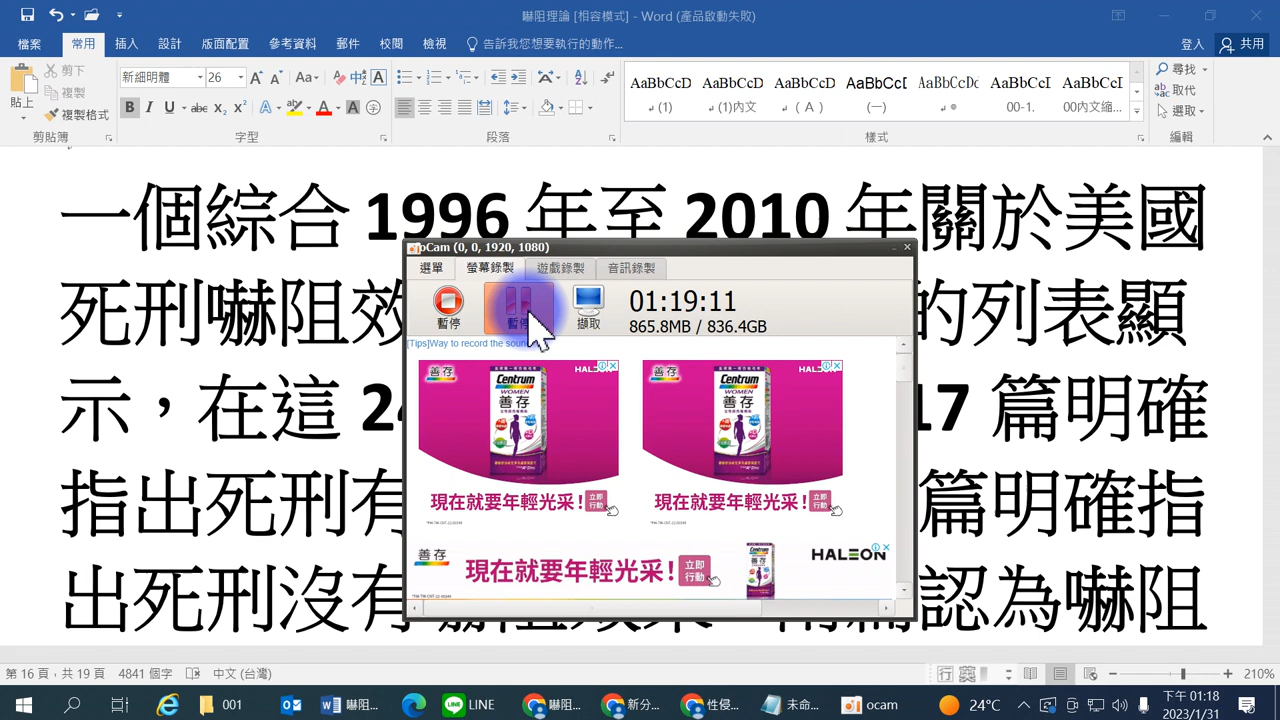 嚇阻理論 [相容模式] - Word (產品啟動失敗)
檔案 常用 插入 設計 版面配置 參考資料 郵件 校閱 檢視 告訴我您想要執行的動作... 登入 共用
貼上 剪下 複製 複製格式
新細明體 26
AaBbCcD AaBbCcD AaBbCcD AaBbCcI AaBbCcDc AaBbCcD AaBbCcI
(1) (1)內文 ( A ) (一) 00-1. 00內文縮...
尋找 取代 選取
剪貼簿 字型 段落 樣式 編輯
一個綜合 1996 年至 2010 年關於美國
死刑嚇阻效 的列表顯
示，在這 17 篇明確
指出死刑有 篇明確指
出死刑沒有 認為嚇阻
oCam (0, 0, 1920, 1080)
選單 螢幕錄製 遊戲錄製 音訊錄製
暫停 暫停 擷取
01:19:11
865.8MB / 836.4GB
[Tips]Way to record the soun
善存 HALEON 善存 HALEON
Centrum WOMEN 善存 Centrum WOMEN 善存
現在就要年輕光采! 立即行動 現在就要年輕光采! 立即行動
善存 現在就要年輕光采! 立即行動 HALEON
第 16 頁，共 19 頁 4841 個字 中文 (台灣) 210%
001 嚇阻... LINE 嚇阻... 新分... 性侵... 未命... ocam 24°C 下午 01:18
2023/1/31